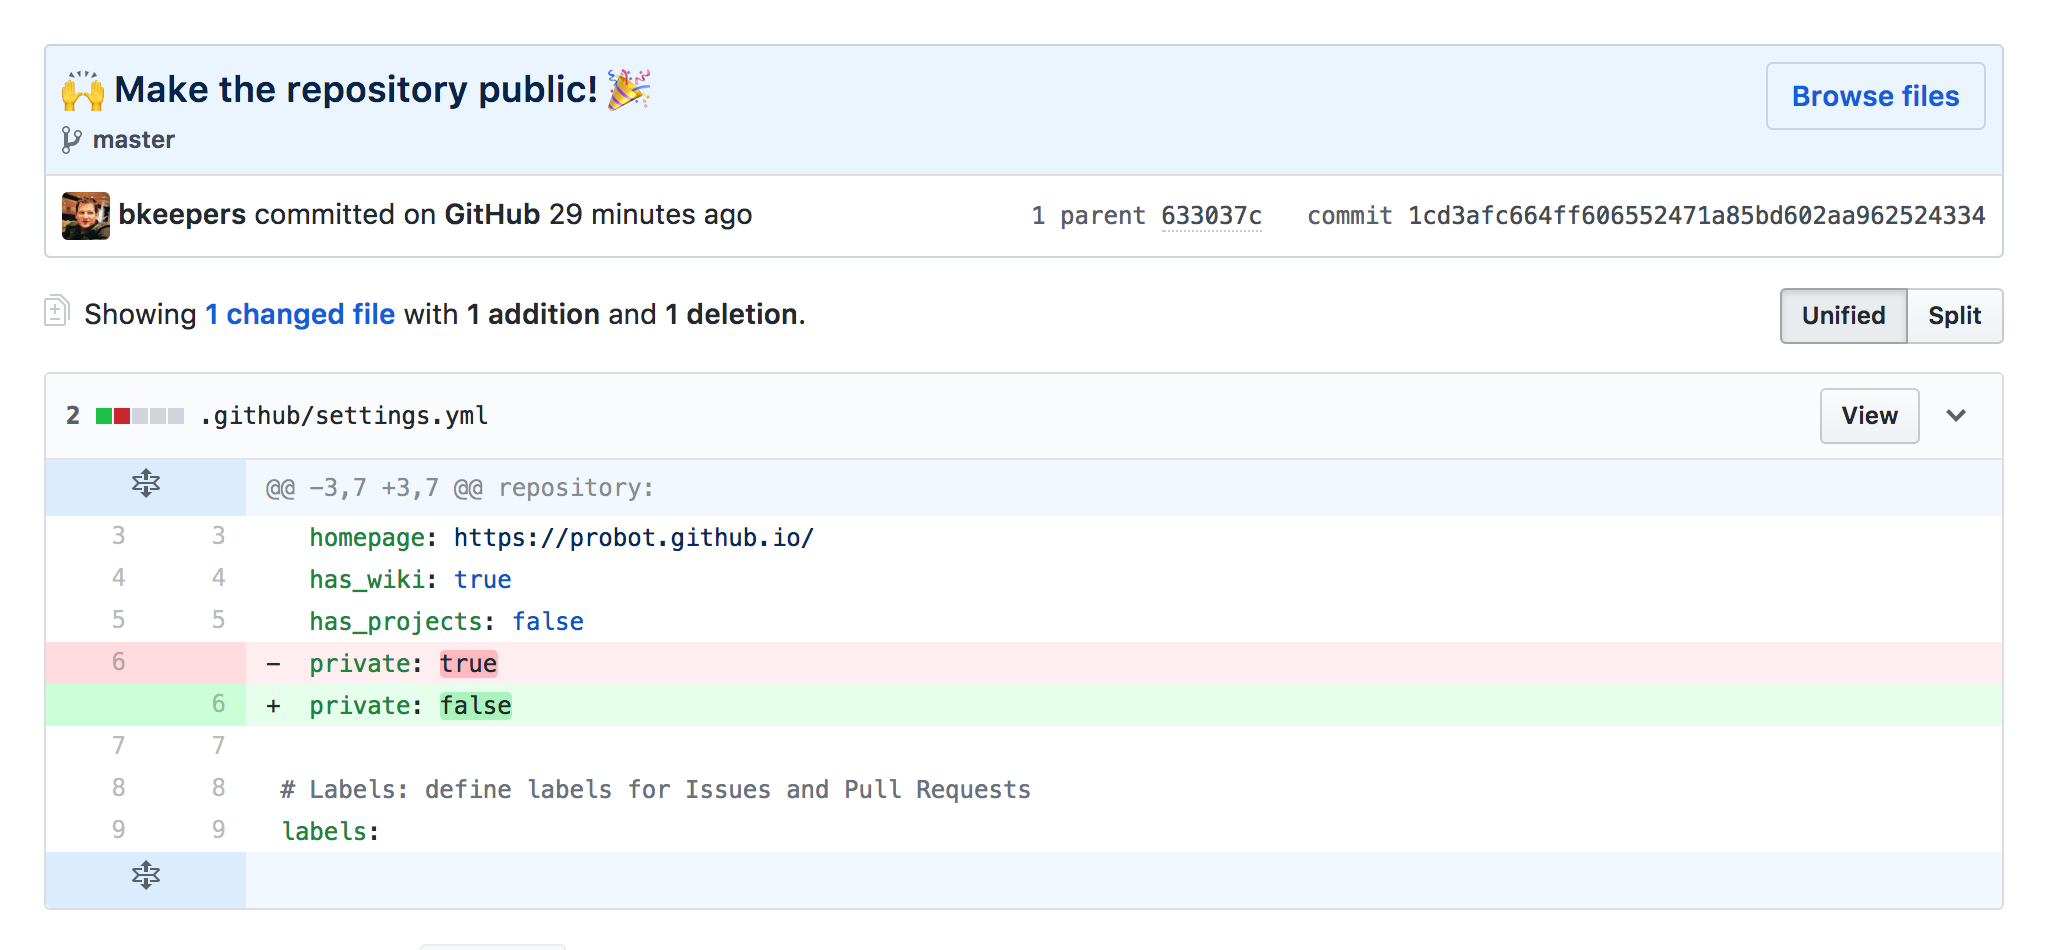 🙌 Make the repository public! 🎉
Browse files
master
bkeepers committed on GitHub 29 minutes ago
1 parent 633037c commit 1cd3afc664ff606552471a85bd602aa962524334
Showing 1 changed file with 1 addition and 1 deletion.
Unified Split
2 .github/settings.yml
View
@@ -3,7 +3,7 @@ repository:
3 3 homepage: https://probot.github.io/
4 4 has_wiki: true
5 5 has_projects: false
6 - private: true
6 + private: false
7 7
8 8 # Labels: define labels for Issues and Pull Requests
9 9 labels: